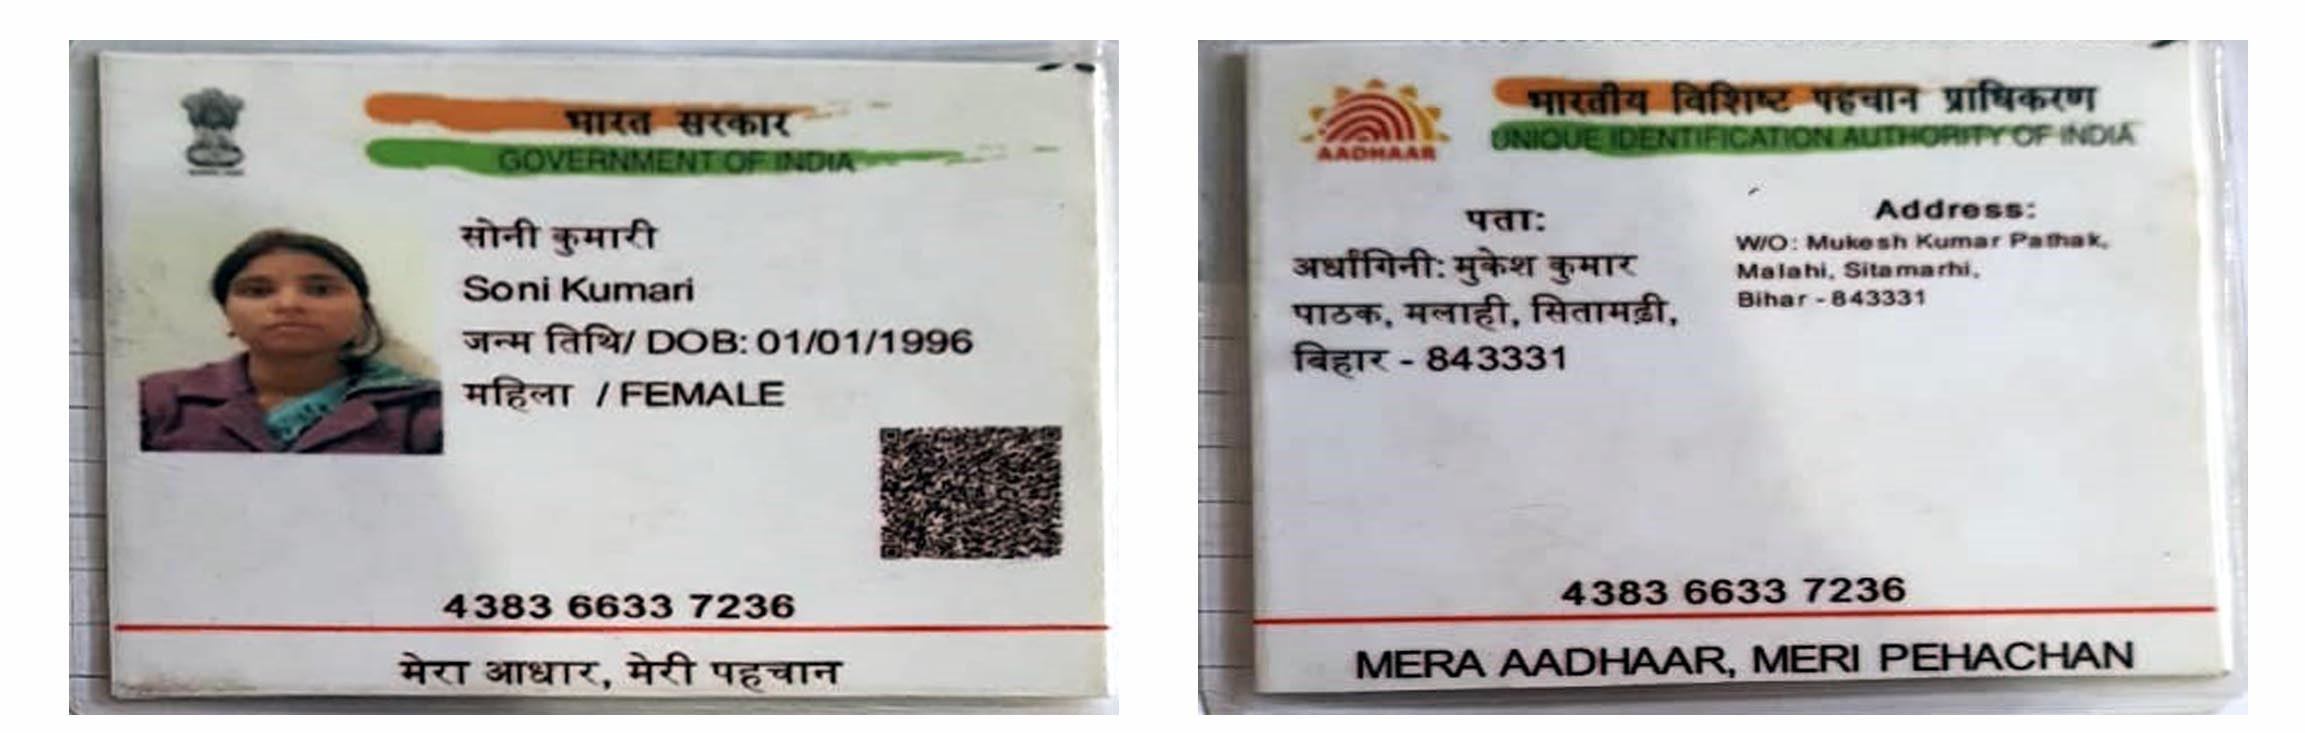 भारत सरकार
GOVERNMENT OF INDIA
सोनी कुमारी
Soni Kumari
जन्म तिथि/ DOB: 01/01/1996
महिला / FEMALE
4383 6633 7236
मेरा आधार, मेरी पहचान
भारतीय विशिष्ट पहचान प्राधिकरण
UNIQUE IDENTIFICATION AUTHORITY OF INDIA
AADHAAR
पता:
अर्धांगिनी: मुकेश कुमार
पाठक, मलाही, सितामढ़ी,
बिहार - 843331
Address:
W/O: Mukesh Kumar Pathak,
Malahi, Sitamarhi,
Bihar - 843331
4383 6633 7236
MERA AADHAAR, MERI PEHACHAN